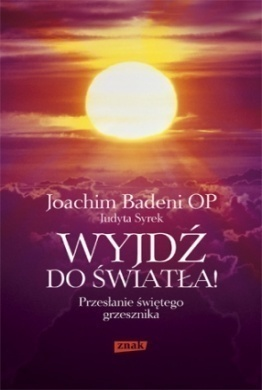 Joachim Badeni OP
Judyta Syrek
WYJDŹ
DO ŚWIATŁA!
Przesłanie świętego
grzesznika
znak